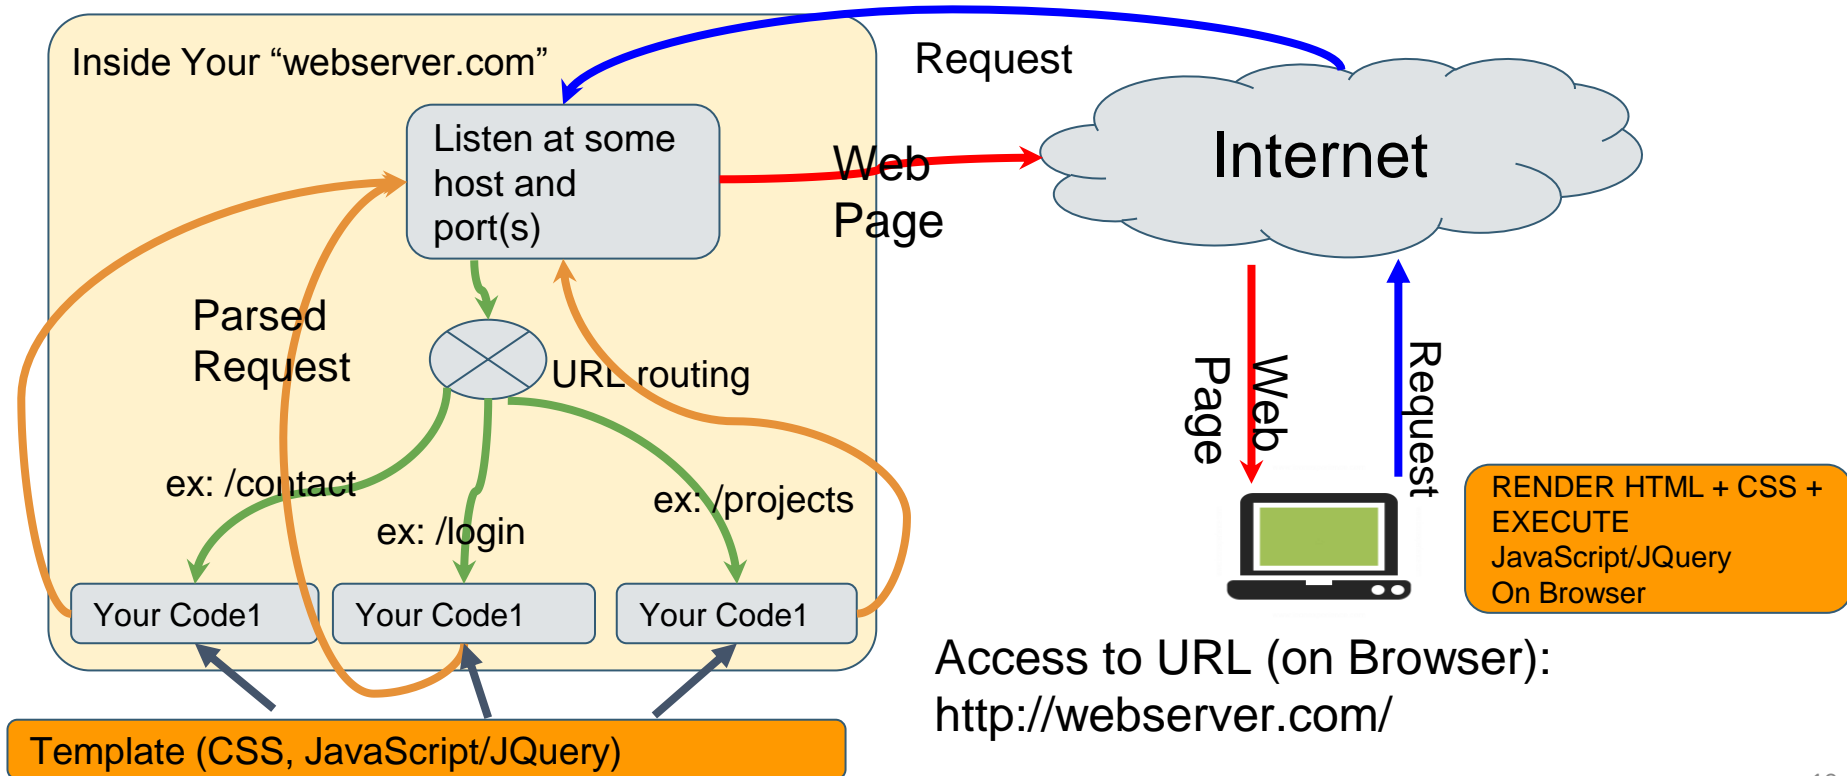 Inside Your “webserver.com”
Request
Listen at some
host and
port(s)
Web
Page
Internet
Parsed
Request
URL routing
Web
Page
Request
ex: /contact
ex: /login
ex: /projects
RENDER HTML + CSS +
EXECUTE
JavaScript/JQuery
On Browser
Your Code1
Your Code1
Your Code1
Access to URL (on Browser):
http://webserver.com/
Template (CSS, JavaScript/JQuery)